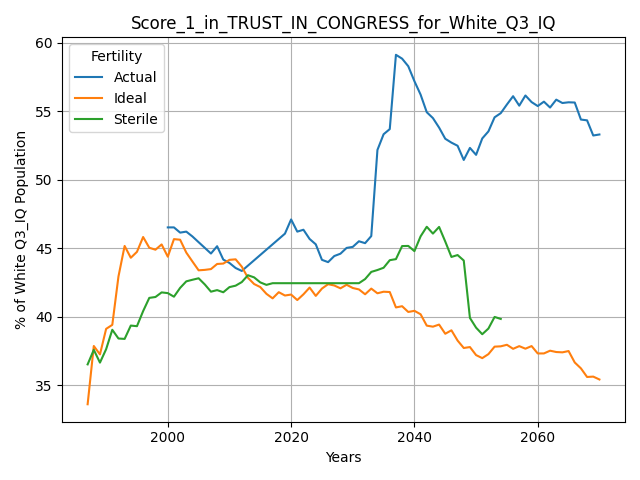 Score_1_in_TRUST_IN_CONGRESS_for_White_Q3_IQ
Fertility
Actual
Ideal
Sterile
% of White Q3_IQ Population
60
55
50
45
40
35
2000
2020
2040
2060
Years